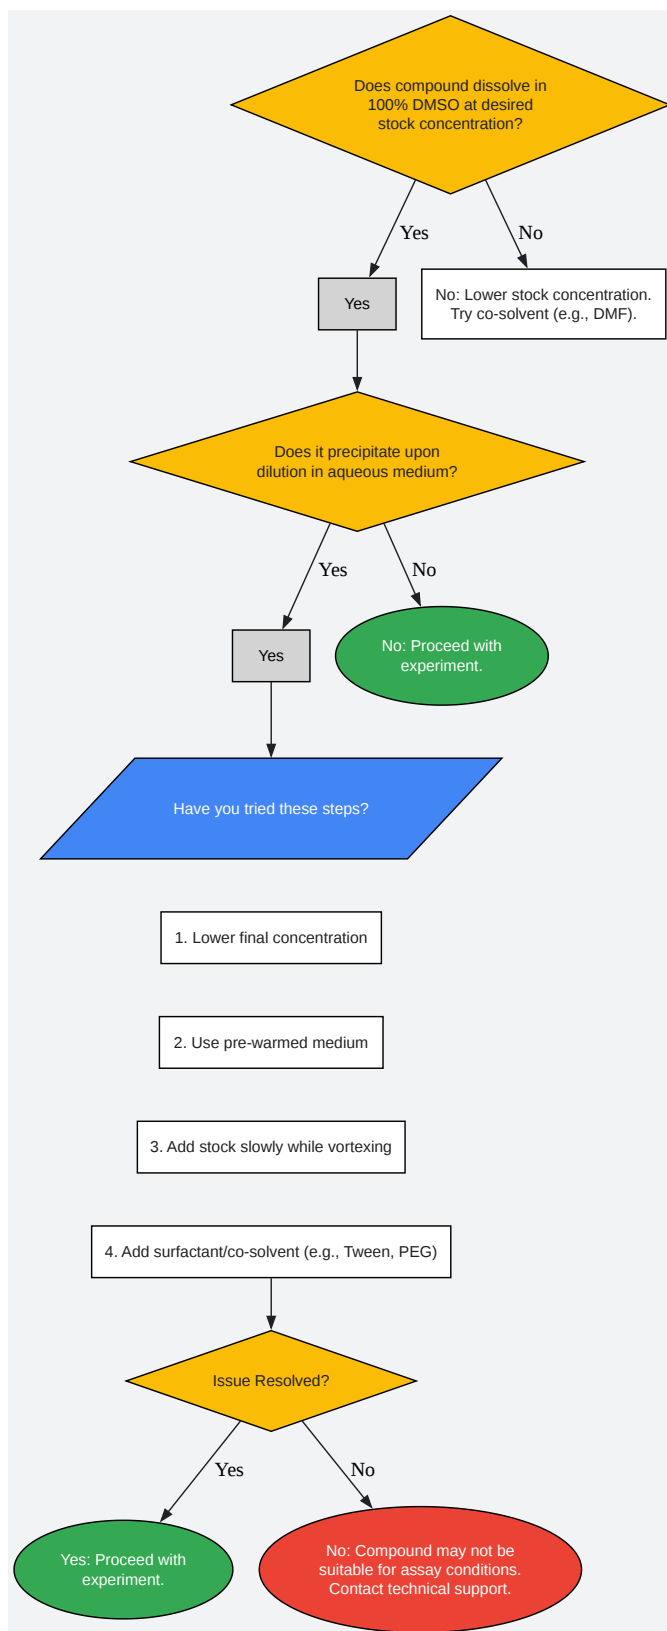 Does compound dissolve in
100% DMSO at desired
stock concentration?
Yes
No
Yes
No: Lower stock concentration.
Try co-solvent (e.g., DMF).
Does it precipitate upon
dilution in aqueous medium?
Yes
No
Yes
No: Proceed with
experiment.
Have you tried these steps?
1. Lower final concentration
2. Use pre-warmed medium
3. Add stock slowly while vortexing
4. Add surfactant/co-solvent (e.g., Tween, PEG)
Issue Resolved?
Yes
No
Yes: Proceed with
experiment.
No: Compound may not be
suitable for assay conditions.
Contact technical support.